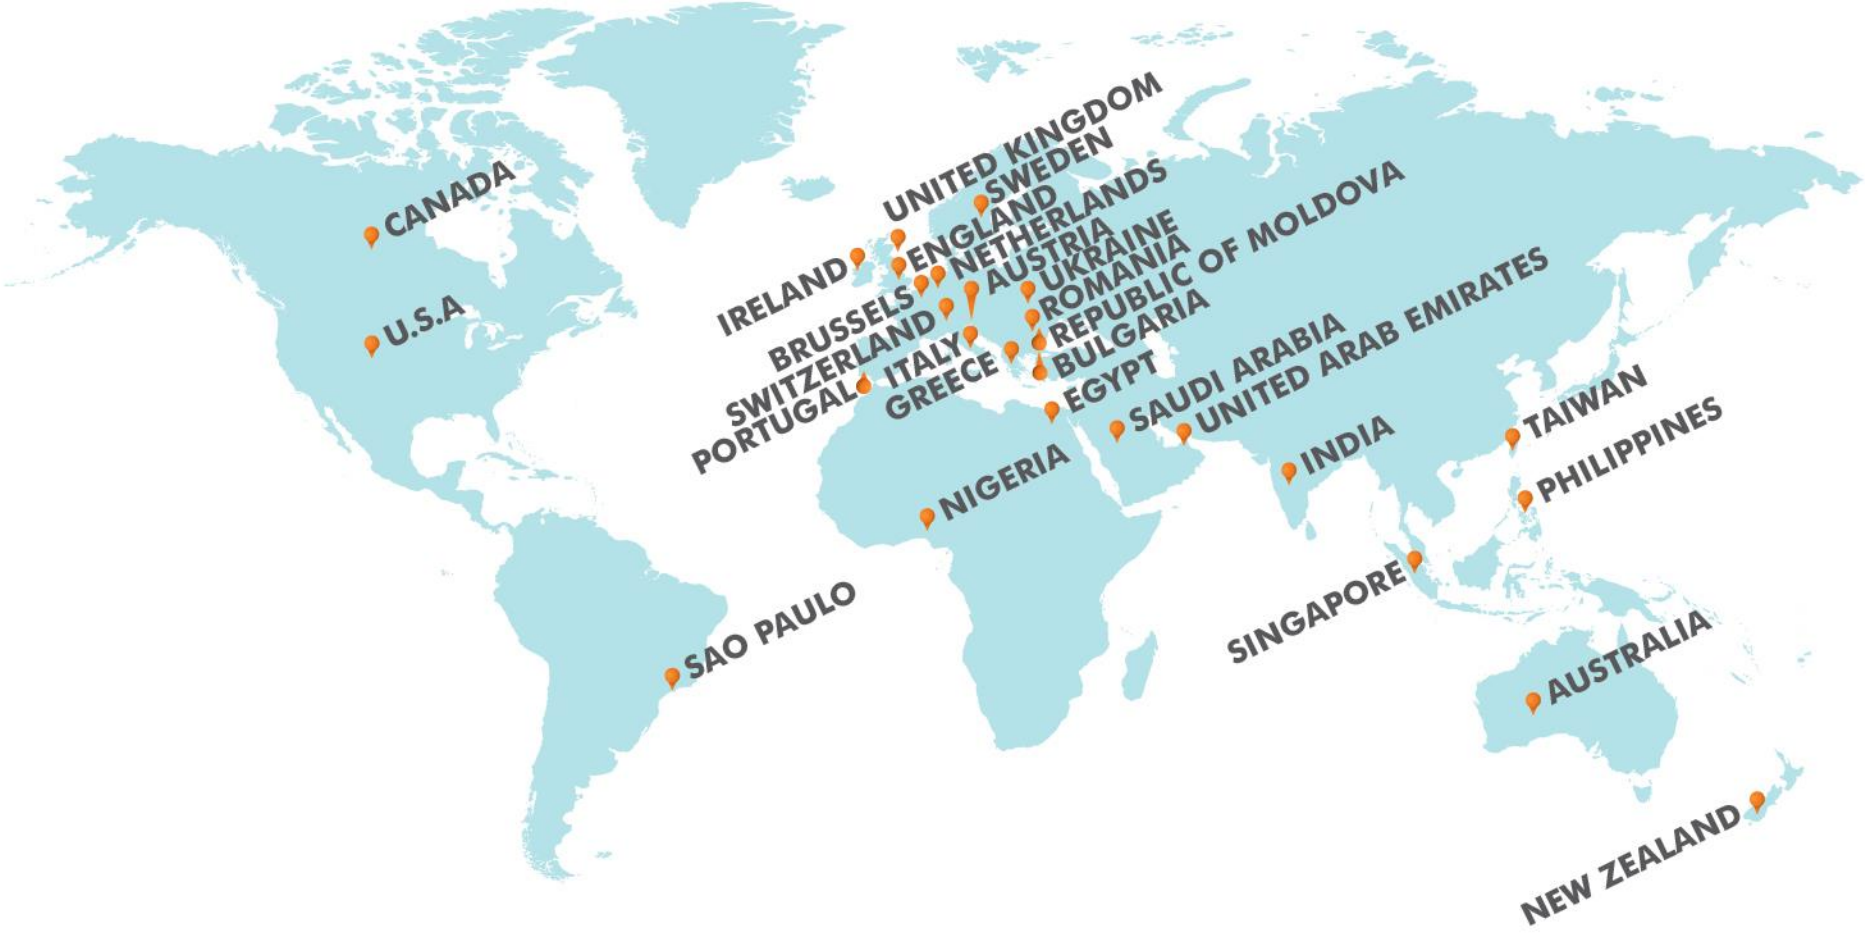 CANADA
U.S.A
SAO PAULO
UNITED KINGDOM
SWEDEN
ENGLAND
NETHERLANDS
AUSTRIA
UKRAINE
ROMANIA
REPUBLIC OF MOLDOVA
BULGARIA
IRELAND
BRUSSELS
SWITZERLAND
ITALY
PORTUGAL
GREECE
EGYPT
SAUDI ARABIA
UNITED ARAB EMIRATES
NIGERIA
INDIA
TAIWAN
PHILIPPINES
SINGAPORE
AUSTRALIA
NEW ZEALAND